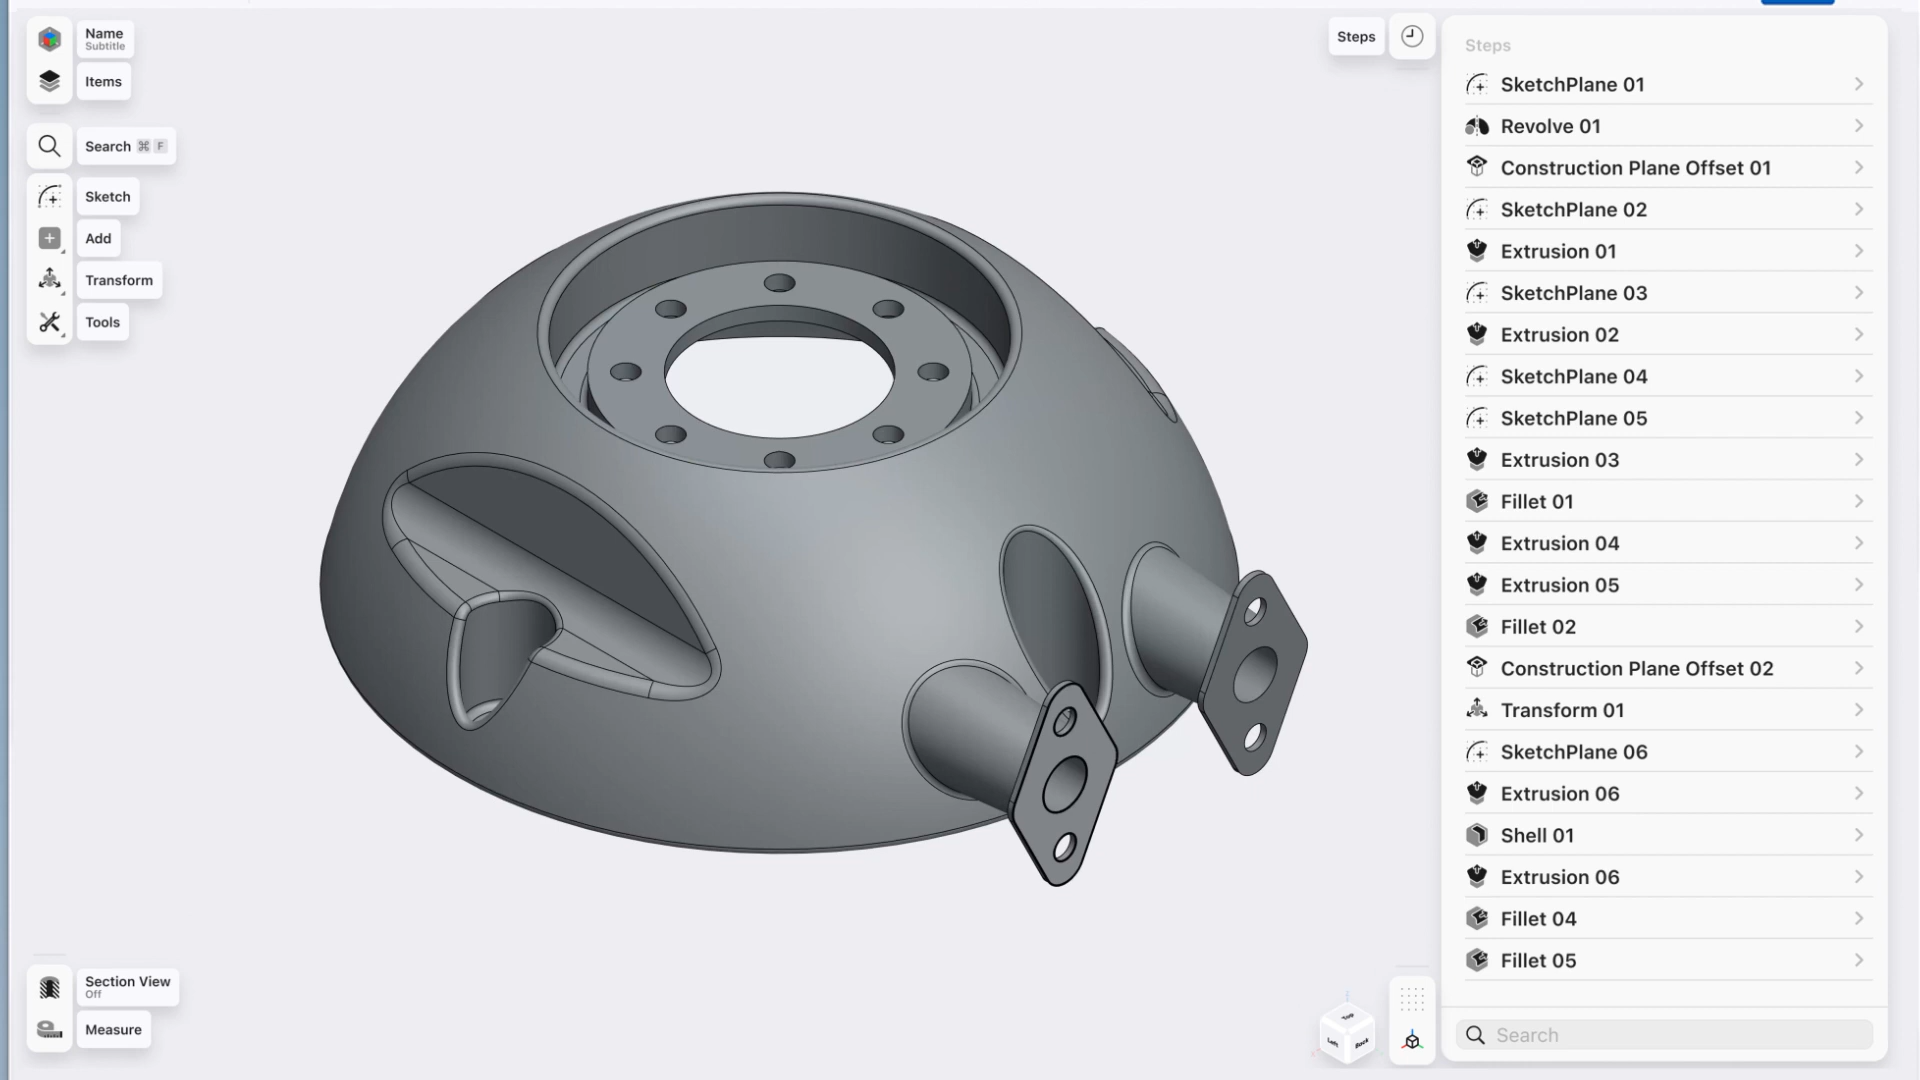 Name
Subtitle
Items
Search ⌘ F
Sketch
Add
Transform
Tools
Section View
Off
Measure
Steps
Top
Left
Back
Steps
SketchPlane 01
Revolve 01
Construction Plane Offset 01
SketchPlane 02
Extrusion 01
SketchPlane 03
Extrusion 02
SketchPlane 04
SketchPlane 05
Extrusion 03
Fillet 01
Extrusion 04
Extrusion 05
Fillet 02
Construction Plane Offset 02
Transform 01
SketchPlane 06
Extrusion 06
Shell 01
Extrusion 06
Fillet 04
Fillet 05
Search